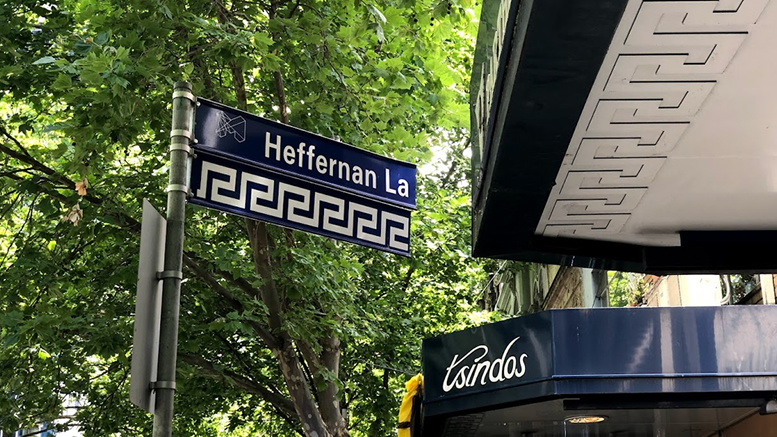 Heffernan La
tsindos